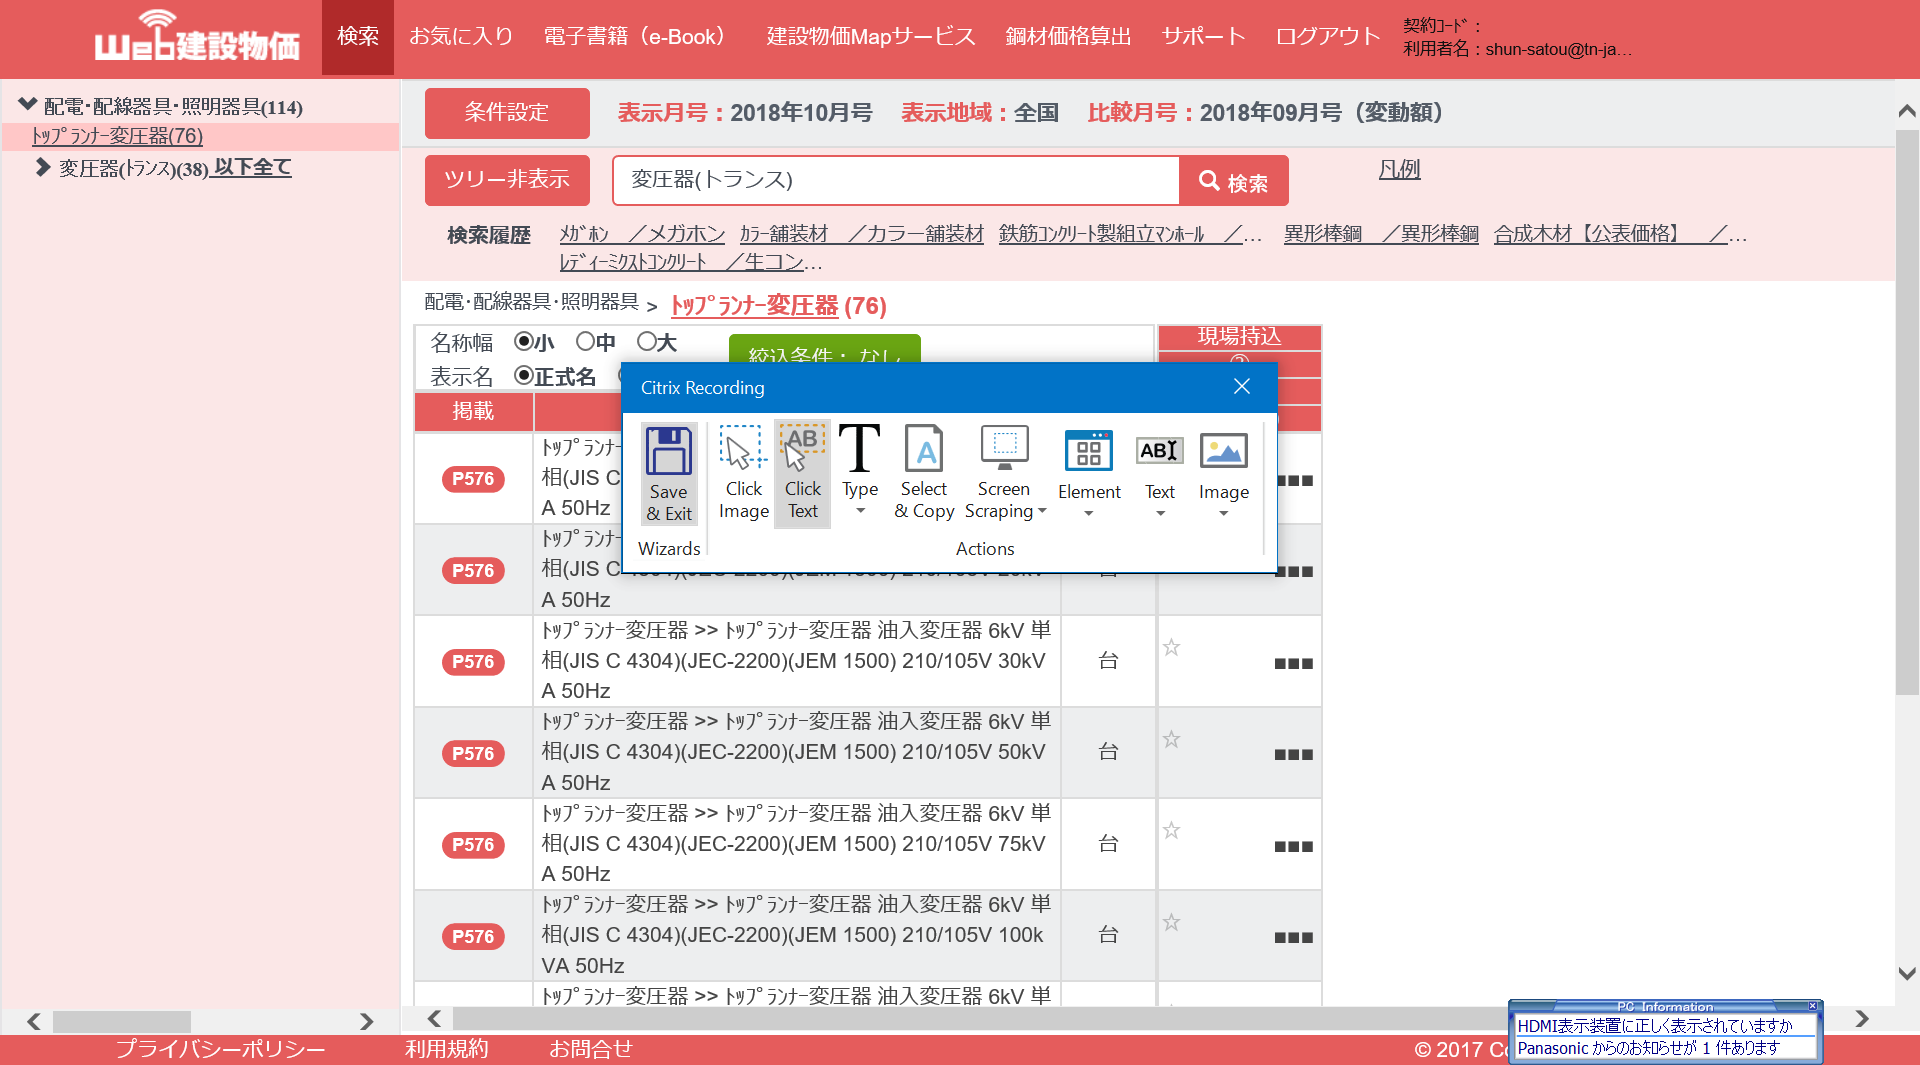 Web建設物価
検索 お気に入り 電子書籍（e-Book） 建設物価Mapサービス 鋼材価格算出 サポート ログアウト
契約ｺｰﾄﾞ：
利用者名：shun-satou@tn-ja...
配電･配線器具･照明器具(114)
ﾄｯﾌﾟﾗﾝﾅｰ変圧器(76)
変圧器(ﾄﾗﾝｽ)(38) 以下全て
条件設定 表示月号：2018年10月号 表示地域：全国 比較月号：2018年09月号（変動額）
ツリー非表示 変圧器(トランス) 検索 凡例
検索履歴 ﾒｶﾞﾎﾝ ／メガホン ｶﾗｰ舗装材 ／カラー舗装材 鉄筋ｺﾝｸﾘｰﾄ製組立ﾏﾝﾎｰﾙ ／... 異形棒鋼 ／異形棒鋼 合成木材【公表価格】 ／...
ﾚﾃﾞｨｰﾐｸｽﾄｺﾝｸﾘｰﾄ ／生コン...
配電･配線器具･照明器具 > ﾄｯﾌﾟﾗﾝﾅｰ変圧器 (76)
名称幅 小 中 大
絞込条件： なし
現場持込
表示名 正式名
掲載
Citrix Recording
Save & Exit
Click Image
Click Text
Type
Select & Copy
Screen Scraping
Element
Text
Image
Wizards
Actions
P576
ﾄｯﾌﾟﾗﾝﾅｰ
相(JIS C
A 50Hz
P576
ﾄｯﾌﾟﾗﾝﾅｰ
相(JIS C 4304)(JEC-2200)(JEM 1500) 210/105V 20kV
A 50Hz
台
P576
ﾄｯﾌﾟﾗﾝﾅｰ変圧器 >> ﾄｯﾌﾟﾗﾝﾅｰ変圧器 油入変圧器 6kV 単
相(JIS C 4304)(JEC-2200)(JEM 1500) 210/105V 30kV
A 50Hz
台
☆
■■■
P576
ﾄｯﾌﾟﾗﾝﾅｰ変圧器 >> ﾄｯﾌﾟﾗﾝﾅｰ変圧器 油入変圧器 6kV 単
相(JIS C 4304)(JEC-2200)(JEM 1500) 210/105V 50kV
A 50Hz
台
☆
■■■
P576
ﾄｯﾌﾟﾗﾝﾅｰ変圧器 >> ﾄｯﾌﾟﾗﾝﾅｰ変圧器 油入変圧器 6kV 単
相(JIS C 4304)(JEC-2200)(JEM 1500) 210/105V 75kV
A 50Hz
台
☆
■■■
P576
ﾄｯﾌﾟﾗﾝﾅｰ変圧器 >> ﾄｯﾌﾟﾗﾝﾅｰ変圧器 油入変圧器 6kV 単
相(JIS C 4304)(JEC-2200)(JEM 1500) 210/105V 100k
VA 50Hz
台
☆
■■■
ﾄｯﾌﾟﾗﾝﾅｰ変圧器 >> ﾄｯﾌﾟﾗﾝﾅｰ変圧器 油入変圧器 6kV 単
PC Information
HDMI表示装置に正しく表示されていますか
Panasonic からのお知らせが 1 件あります
プライバシーポリシー 利用規約 お問合せ © 2017